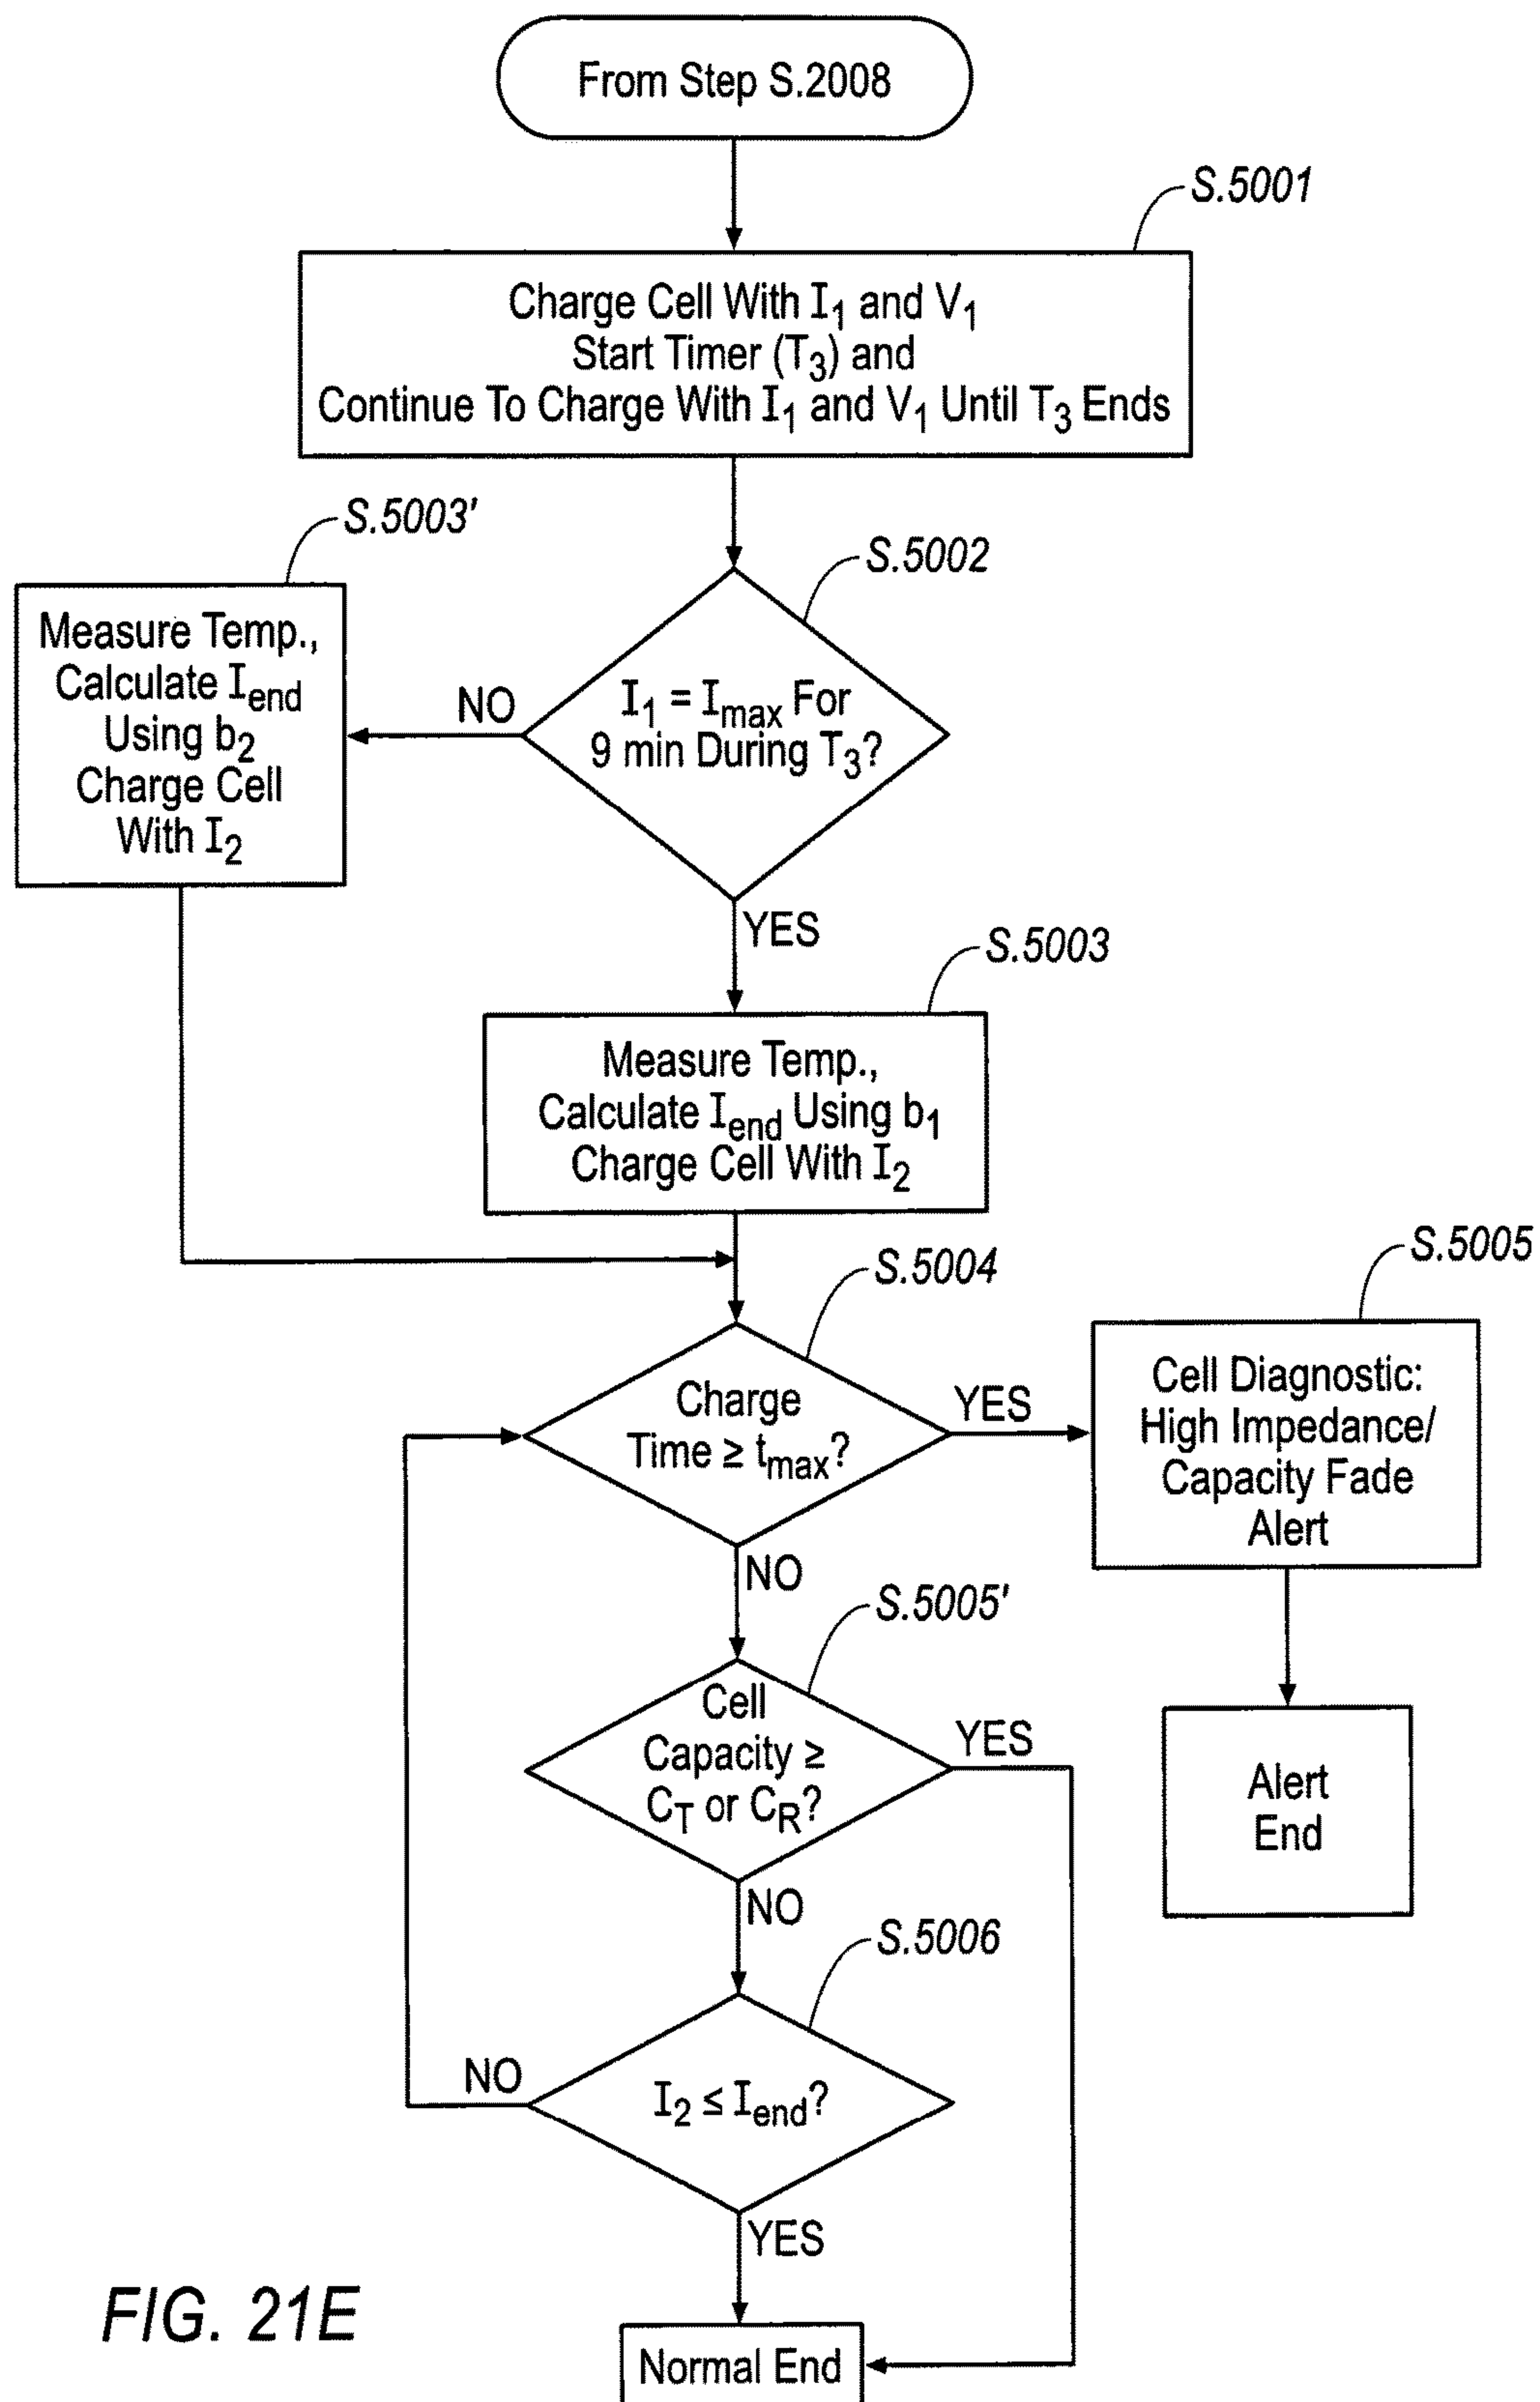 From Step S.2008
S.5001
Charge Cell With I₁ and V₁
Start Timer (T₃) and
Continue To Charge With I₁ and V₁ Until T₃ Ends
S.5003'
Measure Temp.,
Calculate Iend
Using b₂
Charge Cell
With I₂
S.5002
NO
I₁ = Imax For
9 min During T₃?
YES
S.5003
Measure Temp.,
Calculate Iend Using b₁
Charge Cell With I₂
S.5004
Charge
Time ≥ tmax?
YES
S.5005
Cell Diagnostic:
High Impedance/
Capacity Fade
Alert
NO
S.5005'
Cell
Capacity ≥
CT or CR?
YES
Alert
End
NO
S.5006
NO
I₂ ≤ Iend?
YES
Normal End
FIG. 21E